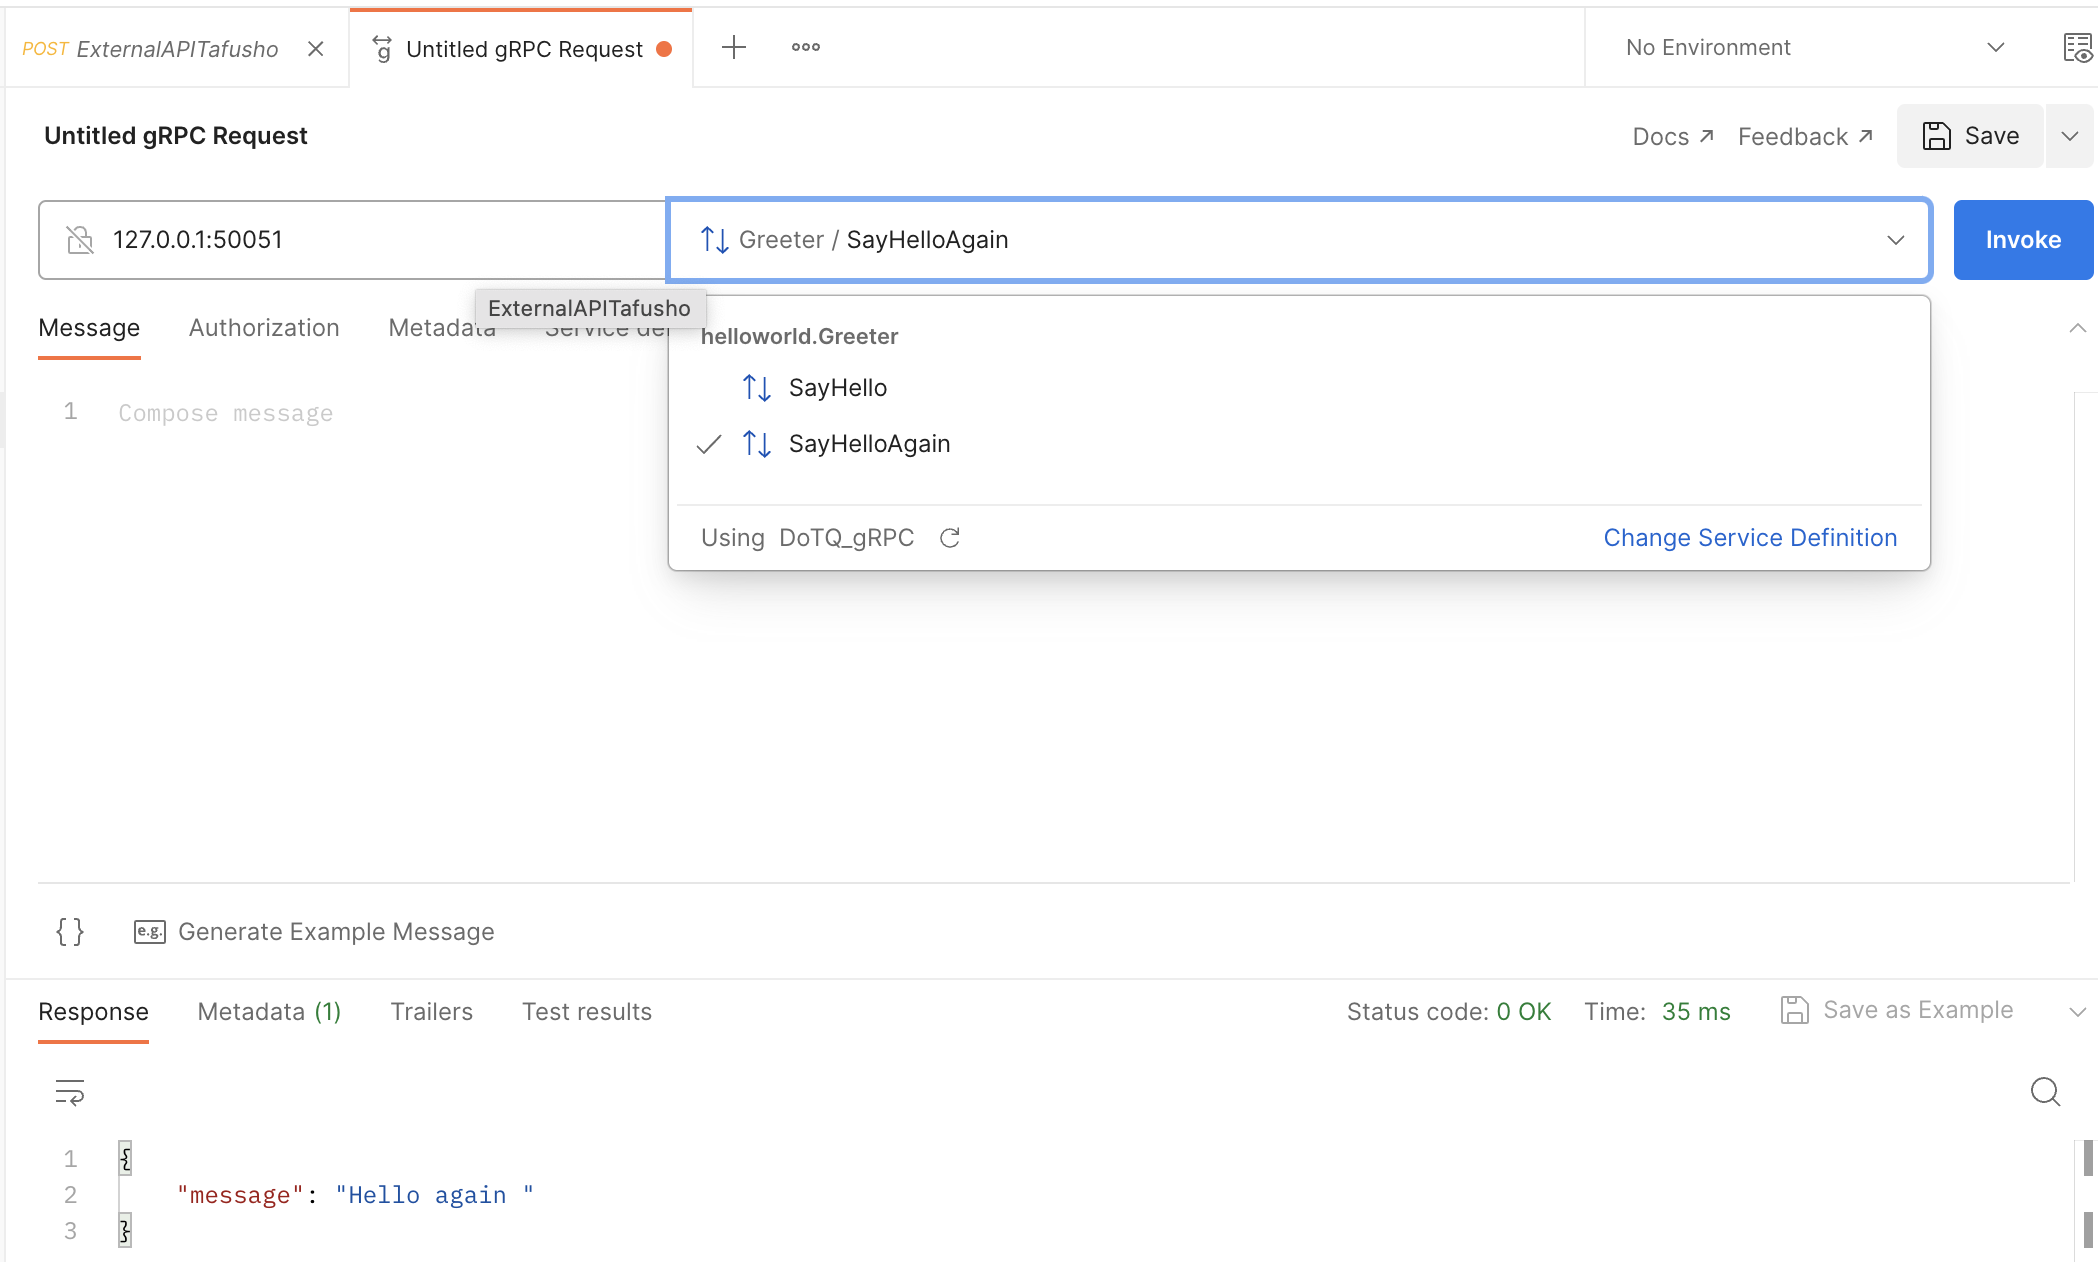 POST ExternalAPITafusho
Untitled gRPC Request
No Environment
Untitled gRPC Request
Docs
Feedback
Save
127.0.0.1:50051
Greeter / SayHelloAgain
Invoke
ExternalAPITafusho
Message
Authorization
Metadata
Service def
helloworld.Greeter
SayHello
SayHelloAgain
Using DoTQ_gRPC
Change Service Definition
1 Compose message
{} e.g. Generate Example Message
Response
Metadata (1)
Trailers
Test results
Status code: 0 OK
Time: 35 ms
Save as Example
1 {
2 "message": "Hello again "
3 }